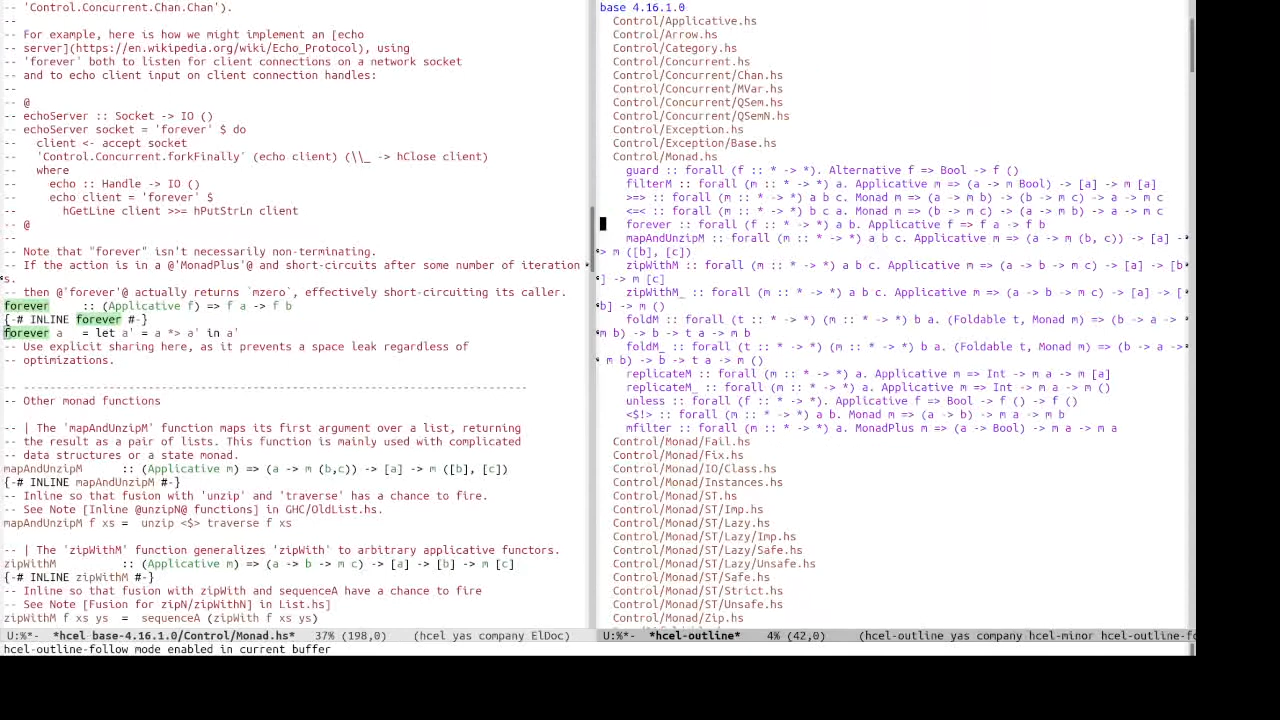 -- 'Control.Concurrent.Chan.Chan').
--
-- For example, here is how we might implement an [echo
-- server](https://en.wikipedia.org/wiki/Echo_Protocol), using
-- 'forever' both to listen for client connections on a network socket
-- and to echo client input on client connection handles:
--
-- @
-- echoServer :: Socket -> IO ()
-- echoServer socket = 'forever' $ do
--   client <- accept socket
--   'Control.Concurrent.forkFinally' (echo client) (\\_ -> hClose client)
--   where
--     echo :: Handle -> IO ()
--     echo client = 'forever' $
--       hGetLine client >>= hPutStrLn client
-- @
--
-- Note that "forever" isn't necessarily non-terminating.
-- If the action is in a @'MonadPlus'@ and short-circuits after some number of iteration
s.
-- then @'forever'@ actually returns `mzero`, effectively short-circuiting its caller.
forever     :: (Applicative f) => f a -> f b
{-# INLINE forever #-}
forever a   = let a' = a *> a' in a'
-- Use explicit sharing here, as it prevents a space leak regardless of
-- optimizations.

-- -----------------------------------------------------------------------------
-- Other monad functions

-- | The 'mapAndUnzipM' function maps its first argument over a list, returning
-- the result as a pair of lists. This function is mainly used with complicated
-- data structures or a state monad.
mapAndUnzipM      :: (Applicative m) => (a -> m (b,c)) -> [a] -> m ([b], [c])
{-# INLINE mapAndUnzipM #-}
-- Inline so that fusion with 'unzip' and 'traverse' has a chance to fire.
-- See Note [Inline @unzipN@ functions] in GHC/OldList.hs.
mapAndUnzipM f xs =  unzip <$> traverse f xs

-- | The 'zipWithM' function generalizes 'zipWith' to arbitrary applicative functors.
zipWithM          :: (Applicative m) => (a -> b -> m c) -> [a] -> [b] -> m [c]
{-# INLINE zipWithM #-}
-- Inline so that fusion with zipWith and sequenceA have a chance to fire
-- See Note [Fusion for zipN/zipWithN] in List.hs]
zipWithM f xs ys  =  sequenceA (zipWith f xs ys)
U:%*-  *hcel base-4.16.1.0/Control/Monad.hs*   37% (198,0)    (hcel yas company ElDoc)
base 4.16.1.0
Control/Applicative.hs
Control/Arrow.hs
Control/Category.hs
Control/Concurrent.hs
Control/Concurrent/Chan.hs
Control/Concurrent/MVar.hs
Control/Concurrent/QSem.hs
Control/Concurrent/QSemN.hs
Control/Exception.hs
Control/Exception/Base.hs
Control/Monad.hs
guard :: forall (f :: * -> *). Alternative f => Bool -> f ()
filterM :: forall (m :: * -> *) a. Applicative m => (a -> m Bool) -> [a] -> m [a]
>=> :: forall (m :: * -> *) a b c. Monad m => (a -> m b) -> (b -> m c) -> a -> m c
<=< :: forall (m :: * -> *) b c a. Monad m => (b -> m c) -> (a -> m b) -> a -> m c
forever :: forall (f :: * -> *) a b. Applicative f => f a -> f b
mapAndUnzipM :: forall (m :: * -> *) a b c. Applicative m => (a -> m (b, c)) -> [a] -
> m ([b], [c])
zipWithM :: forall (m :: * -> *) a b c. Applicative m => (a -> b -> m c) -> [a] -> [b
] -> m [c]
zipWithM_ :: forall (m :: * -> *) a b c. Applicative m => (a -> b -> m c) -> [a] -> [
b] -> m ()
foldM :: forall (t :: * -> *) (m :: * -> *) b a. (Foldable t, Monad m) => (b -> a ->
m b) -> b -> t a -> m b
foldM_ :: forall (t :: * -> *) (m :: * -> *) b a. (Foldable t, Monad m) => (b -> a ->
m b) -> b -> t a -> m ()
replicateM :: forall (m :: * -> *) a. Applicative m => Int -> m a -> m [a]
replicateM_ :: forall (m :: * -> *) a. Applicative m => Int -> m a -> m ()
unless :: forall (f :: * -> *). Applicative f => Bool -> f () -> f ()
<$!> :: forall (m :: * -> *) a b. Monad m => (a -> b) -> m a -> m b
mfilter :: forall (m :: * -> *) a. MonadPlus m => (a -> Bool) -> m a -> m a
Control/Monad/Fail.hs
Control/Monad/Fix.hs
Control/Monad/IO/Class.hs
Control/Monad/Instances.hs
Control/Monad/ST.hs
Control/Monad/ST/Imp.hs
Control/Monad/ST/Lazy.hs
Control/Monad/ST/Lazy/Imp.hs
Control/Monad/ST/Lazy/Safe.hs
Control/Monad/ST/Lazy/Unsafe.hs
Control/Monad/ST/Safe.hs
Control/Monad/ST/Strict.hs
Control/Monad/ST/Unsafe.hs
Control/Monad/Zip.hs
U:%*-  *hcel-outline*   4% (42,0)     (hcel-outline yas company hcel-minor hcel-outline-fo
hcel-outline-follow mode enabled in current buffer